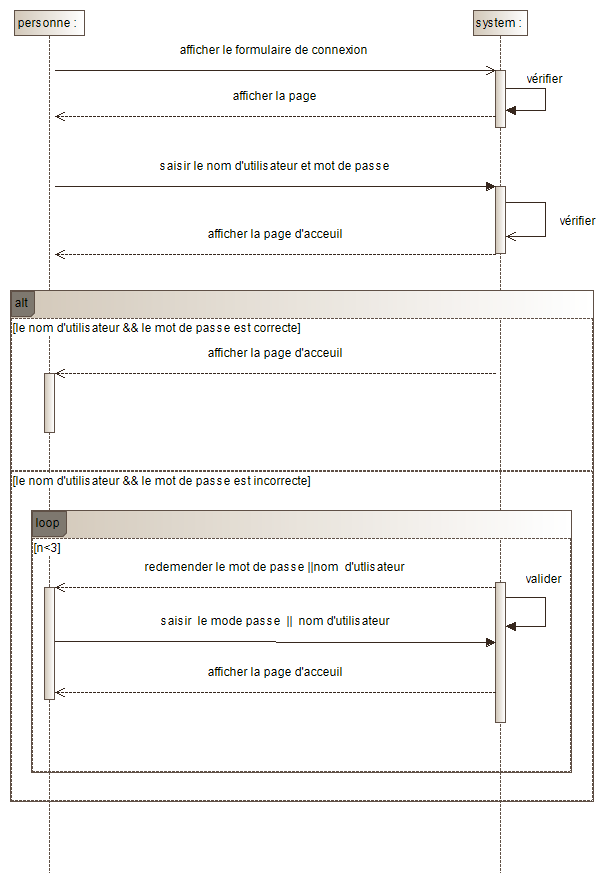 personne :
system :
afficher le formulaire de connexion
vérifier
afficher la page
saisir le nom d'utilisateur et mot de passe
vérifier
afficher la page d'acceuil
alt
[le nom d'utilisateur && le mot de passe est correcte]
afficher la page d'acceuil
[le nom d'utilisateur && le mot de passe est incorrecte]
loop
[n<3]
redemender le mot de passe ||nom d'utlisateur
valider
saisir le mode passe || nom d'utilisateur
afficher la page d'acceuil